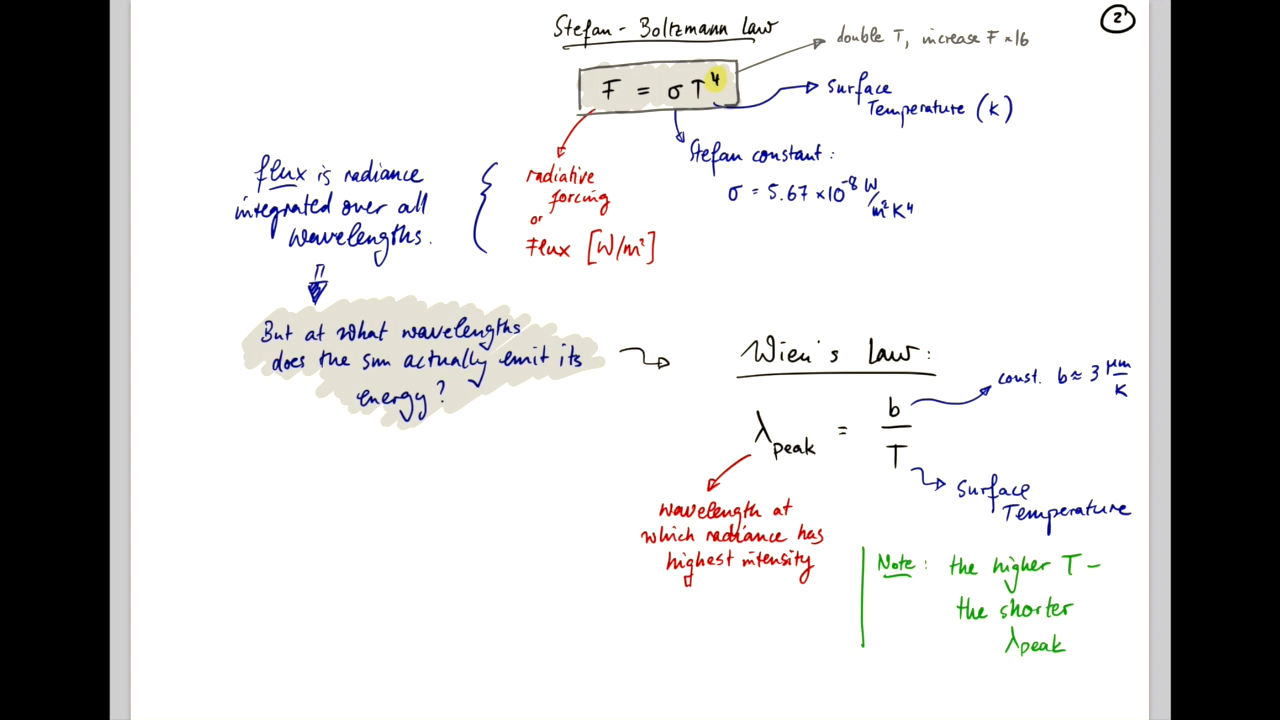 2
Stefan - Boltzmann Law
double T, increase F ×16
F = σT⁴
Surface
Temperature (K)
Stefan constant :
σ = 5.67 ×10⁻⁸ W/m²K⁴
flux is radiance
integrated over all
wavelengths.
radiative
forcing
or
Flux [W/m²]
But at what wavelengths
does the sun actually emit its
energy?
Wien's Law:
const. b ≈ 3 μm/K
λpeak = b/T
Surface
Temperature
wavelength at
which radiance has
highest intensity
Note: the higher T –
the shorter
λpeak